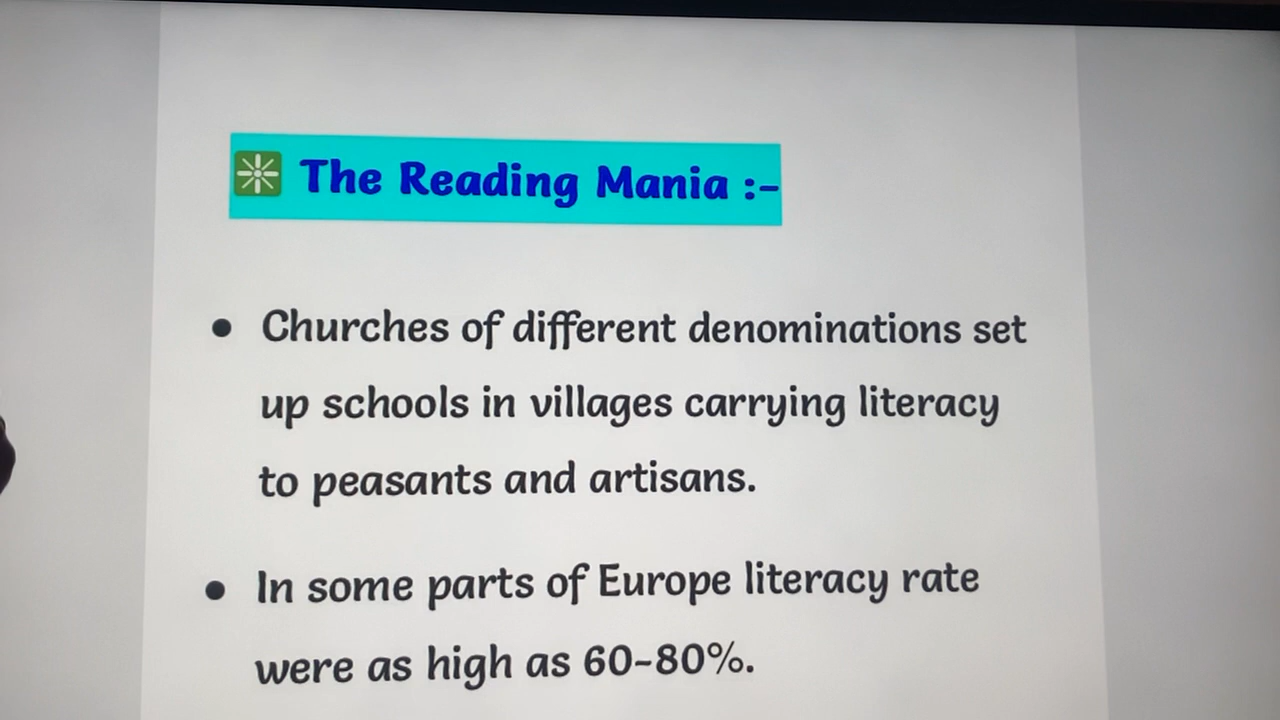 The Reading Mania :-
• Churches of different denominations set
up schools in villages carrying literacy
to peasants and artisans.
• In some parts of Europe literacy rate
were as high as 60-80%.